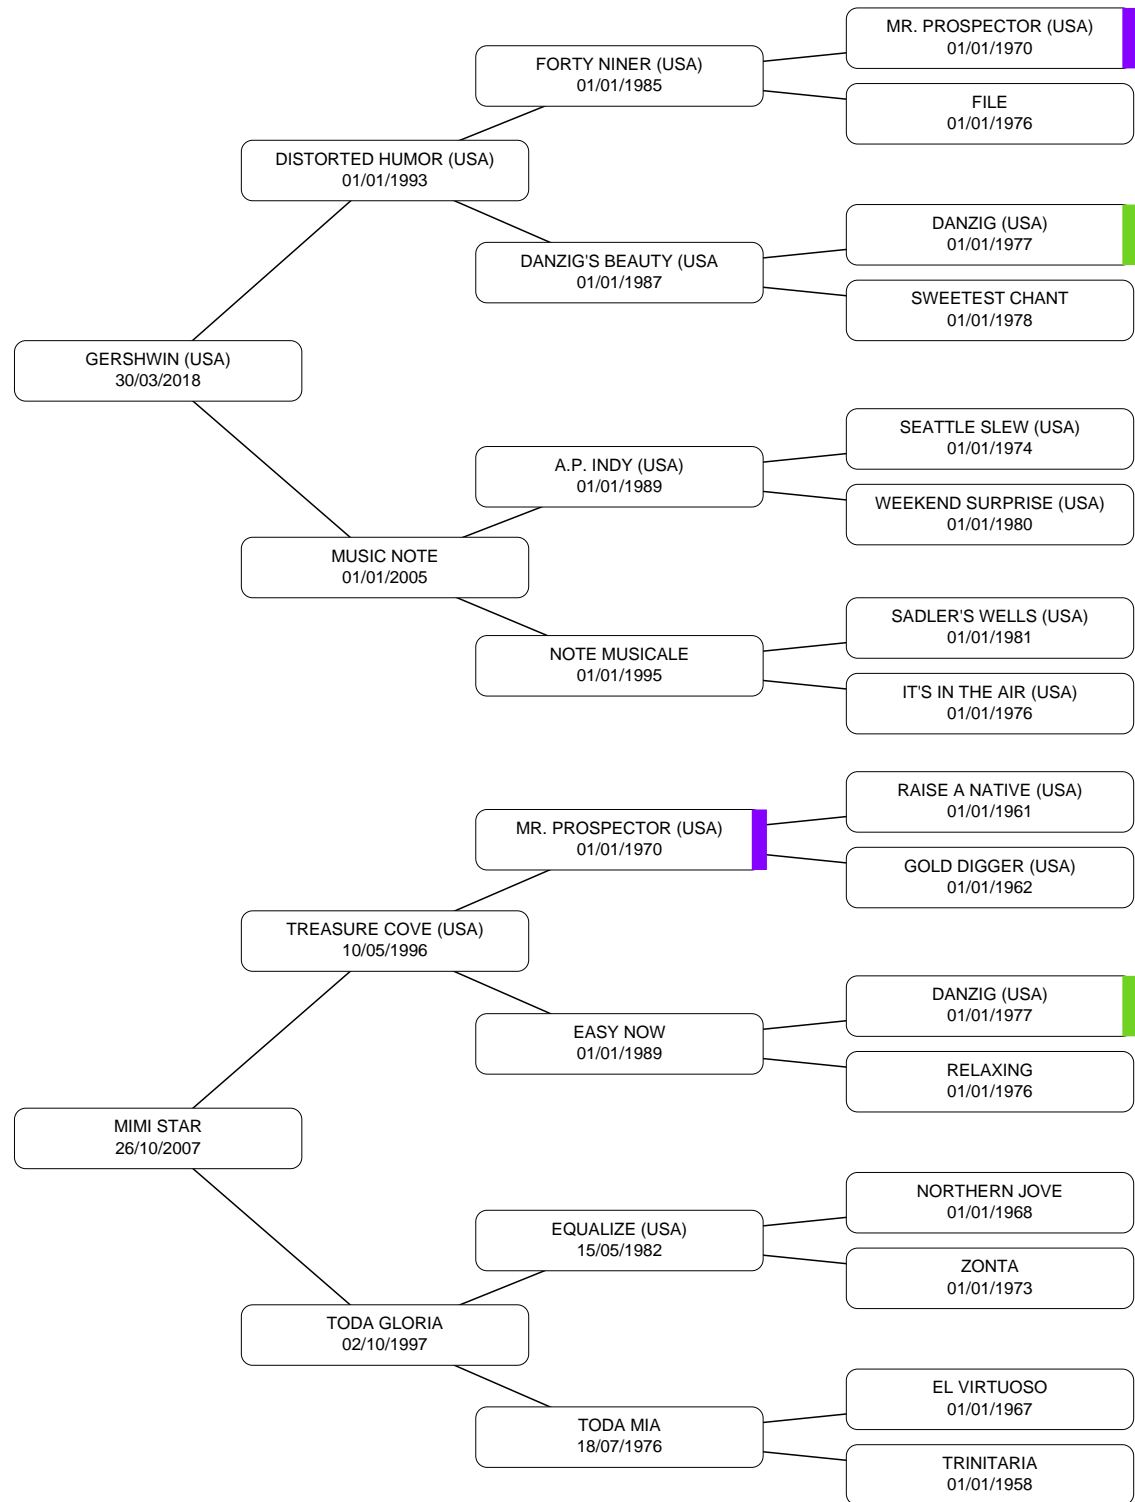 MR. PROSPECTOR (USA)
01/01/1970
FORTY NINER (USA)
01/01/1985
FILE
01/01/1976
DISTORTED HUMOR (USA)
01/01/1993
DANZIG (USA)
01/01/1977
DANZIG'S BEAUTY (USA
01/01/1987
SWEETEST CHANT
01/01/1978
GERSHWIN (USA)
30/03/2018
SEATTLE SLEW (USA)
01/01/1974
A.P. INDY (USA)
01/01/1989
WEEKEND SURPRISE (USA)
01/01/1980
MUSIC NOTE
01/01/2005
SADLER'S WELLS (USA)
01/01/1981
NOTE MUSICALE
01/01/1995
IT'S IN THE AIR (USA)
01/01/1976
RAISE A NATIVE (USA)
01/01/1961
MR. PROSPECTOR (USA)
01/01/1970
GOLD DIGGER (USA)
01/01/1962
TREASURE COVE (USA)
10/05/1996
DANZIG (USA)
01/01/1977
EASY NOW
01/01/1989
RELAXING
01/01/1976
MIMI STAR
26/10/2007
NORTHERN JOVE
01/01/1968
EQUALIZE (USA)
15/05/1982
ZONTA
01/01/1973
TODA GLORIA
02/10/1997
EL VIRTUOSO
01/01/1967
TODA MIA
18/07/1976
TRINITARIA
01/01/1958